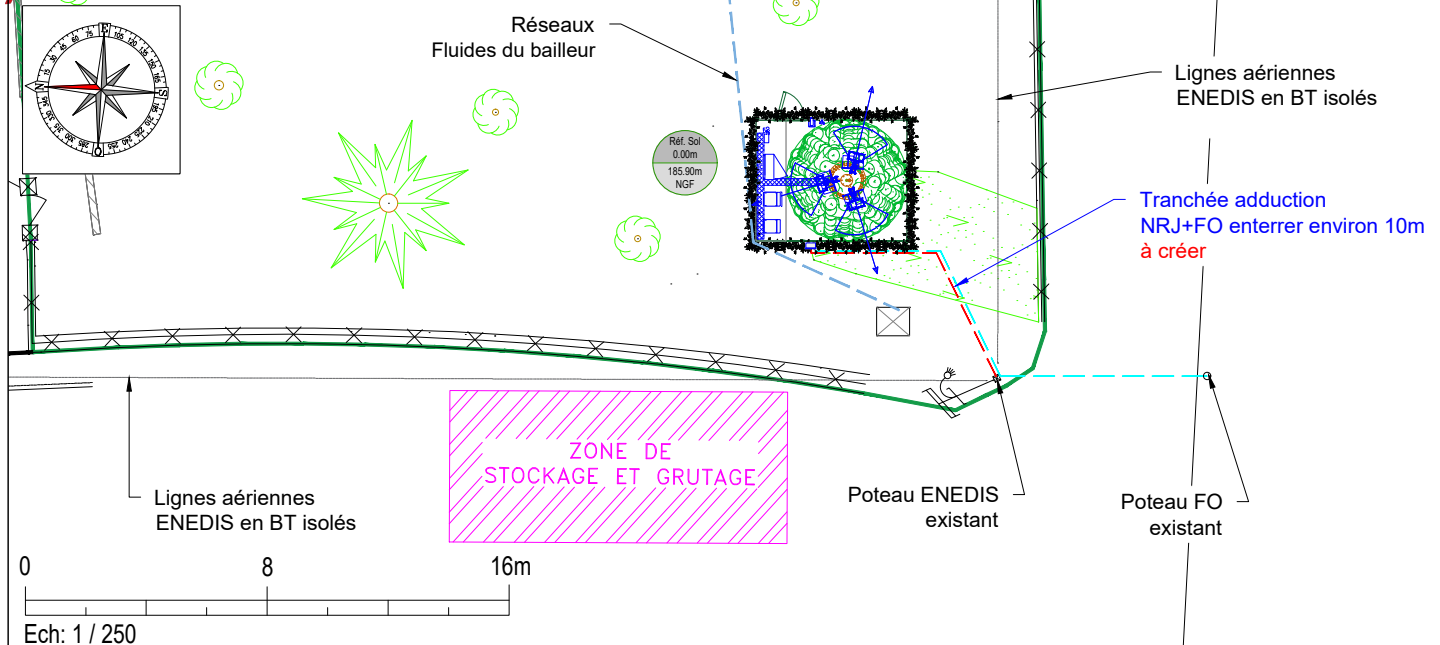 Réseaux
Fluides du bailleur
Lignes aériennes
ENEDIS en BT isolés
Réf. Sol
0.00m
185.90m
NGF
Tranchée adduction
NRJ+FO enterrer environ 10m
à créer
ZONE DE
STOCKAGE ET GRUTAGE
Lignes aériennes
ENEDIS en BT isolés
Poteau ENEDIS
existant
Poteau FO
existant
0 8 16m
Ech: 1 / 250
E
N
S
O